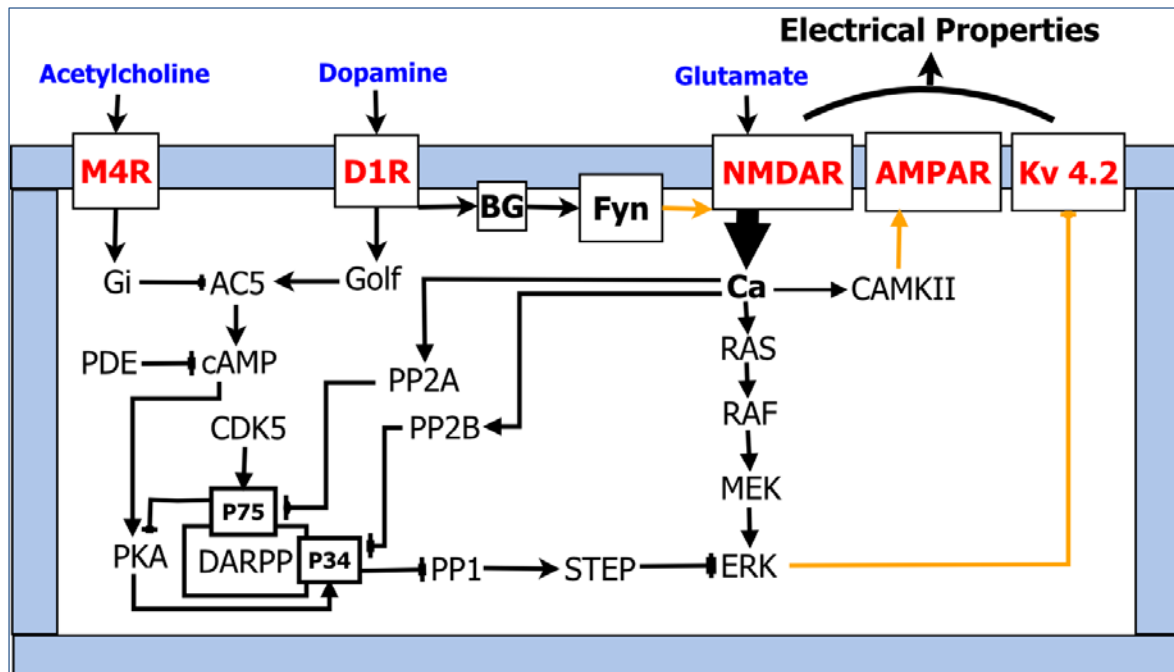 Electrical Properties
Acetylcholine
Dopamine
Glutamate
M4R
D1R
NMDAR
AMPAR
Kv 4.2
BG
Fyn
Gi
AC5
Golf
Ca
CAMKII
RAS
PDE
cAMP
PP2A
RAF
CDK5
PP2B
MEK
P75
PKA
DARPP
P34
PP1
STEP
ERK